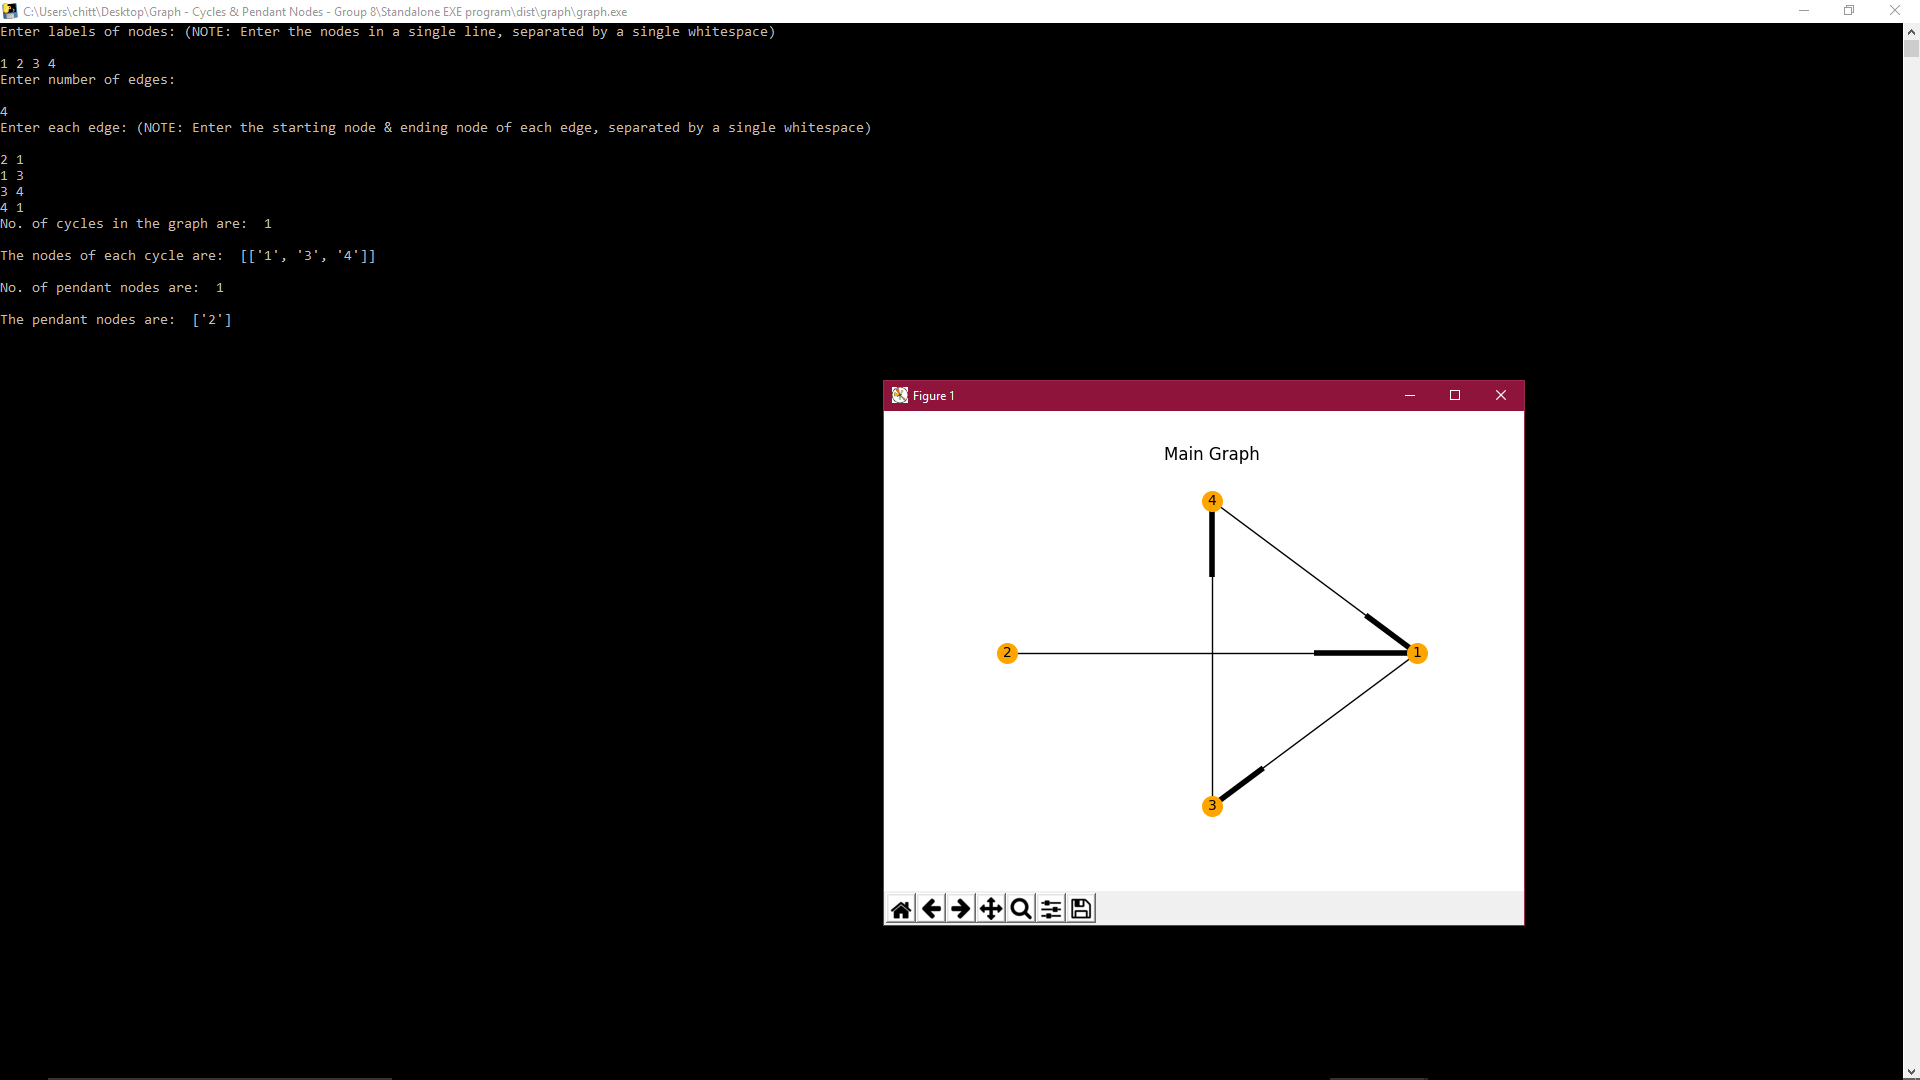 C:\Users\chitt\Desktop\Graph - Cycles & Pendant Nodes - Group 8\Standalone EXE program\dist\graph\graph.exe
Enter labels of nodes: (NOTE: Enter the nodes in a single line, separated by a single whitespace)
1 2 3 4
Enter number of edges:
4
Enter each edge: (NOTE: Enter the starting node & ending node of each edge, separated by a single whitespace)
2 1
1 3
3 4
4 1
No. of cycles in the graph are:  1
The nodes of each cycle are:  [['1', '3', '4']]
No. of pendant nodes are:  1
The pendant nodes are:  ['2']
Figure 1
Main Graph
4
2
1
3